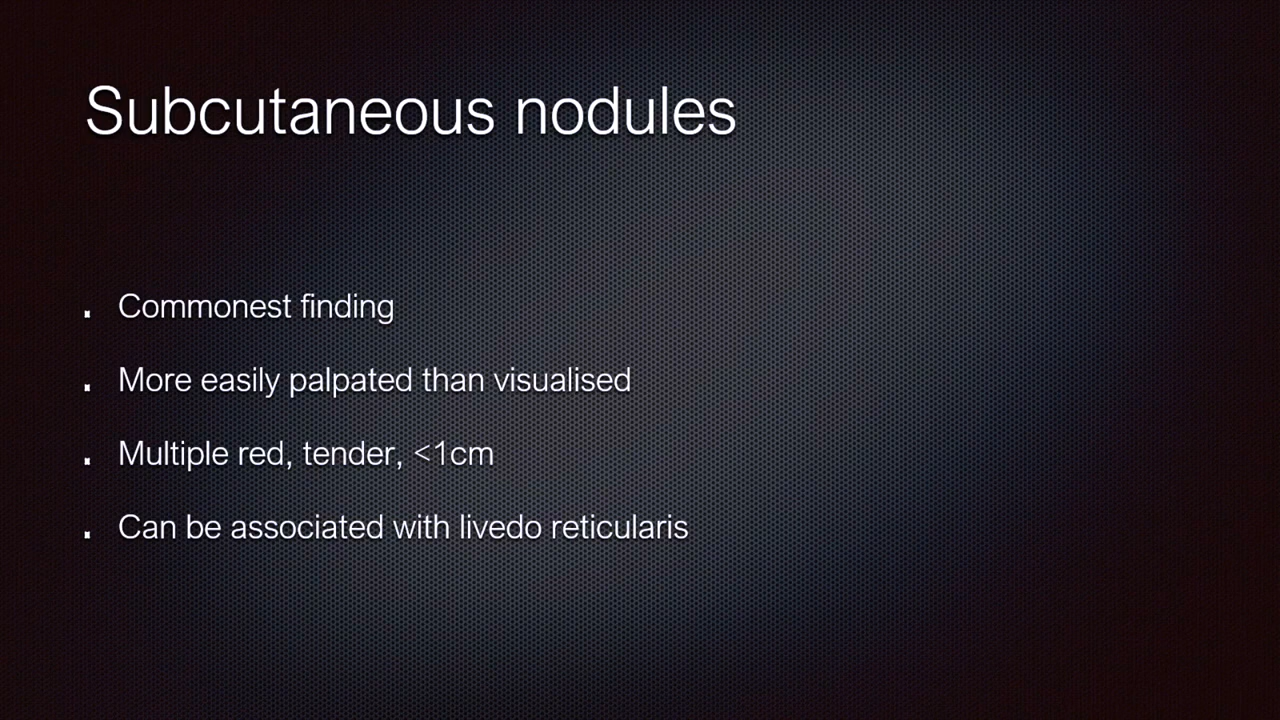 Subcutaneous nodules
. Commonest finding
. More easily palpated than visualised
. Multiple red, tender, <1cm
. Can be associated with livedo reticularis